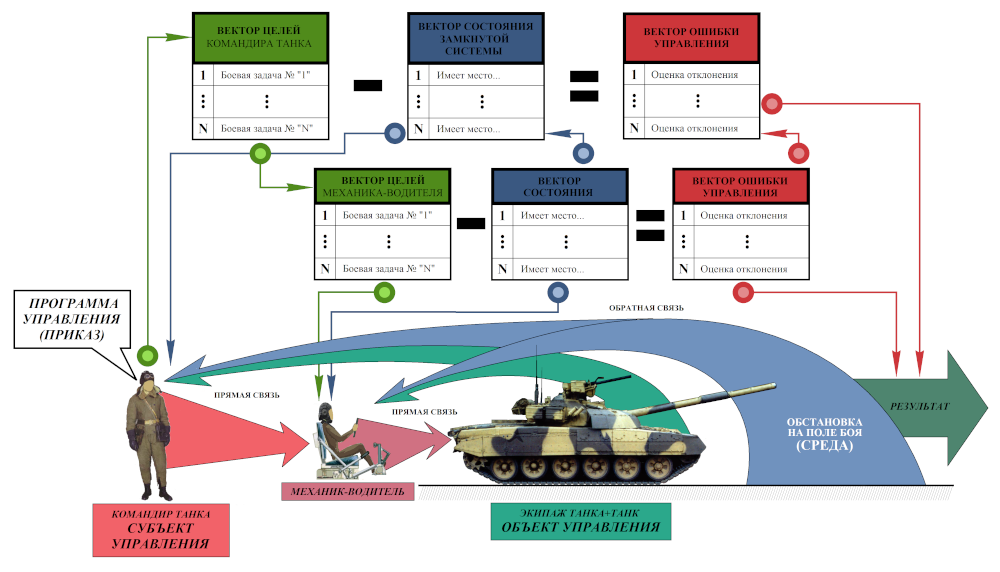 ВЕКТОР ЦЕЛЕЙ
КОМАНДИРА ТАНКА
1 Боевая задача № "1"
N Боевая задача № "N"
ВЕКТОР СОСТОЯНИЯ
ЗАМКНУТОЙ
СИСТЕМЫ
1 Имеет место...
N Имеет место...
ВЕКТОР ОШИБКИ
УПРАВЛЕНИЯ
1 Оценка отклонения
N Оценка отклонения
ВЕКТОР ЦЕЛЕЙ
МЕХАНИКА-ВОДИТЕЛЯ
1 Боевая задача № "1"
N Боевая задача № "N"
ВЕКТОР
СОСТОЯНИЯ
1 Имеет место...
N Имеет место...
ВЕКТОР ОШИБКИ
УПРАВЛЕНИЯ
1 Оценка отклонения
N Оценка отклонения
ПРОГРАММА
УПРАВЛЕНИЯ
(ПРИКАЗ)
ОБРАТНАЯ СВЯЗЬ
ПРЯМАЯ СВЯЗЬ
ПРЯМАЯ СВЯЗЬ
РЕЗУЛЬТАТ
ОБСТАНОВКА
НА ПОЛЕ БОЯ
(СРЕДА)
МЕХАНИК-ВОДИТЕЛЬ
КОМАНДИР ТАНКА
СУБЪЕКТ
УПРАВЛЕНИЯ
ЭКИПАЖ ТАНКА+ТАНК
ОБЪЕКТ УПРАВЛЕНИЯ